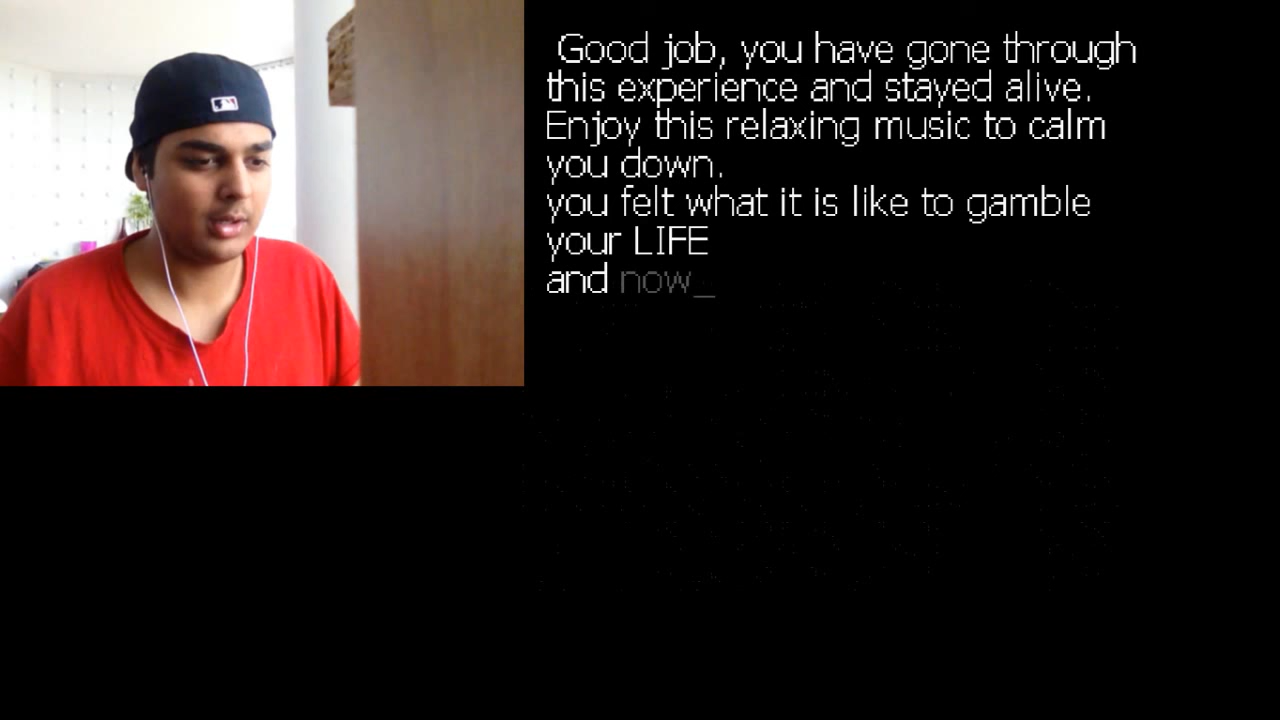 Good job, you have gone through
this experience and stayed alive.
Enjoy this relaxing music to calm
you down.
you felt what it is like to gamble
your LIFE
and now_